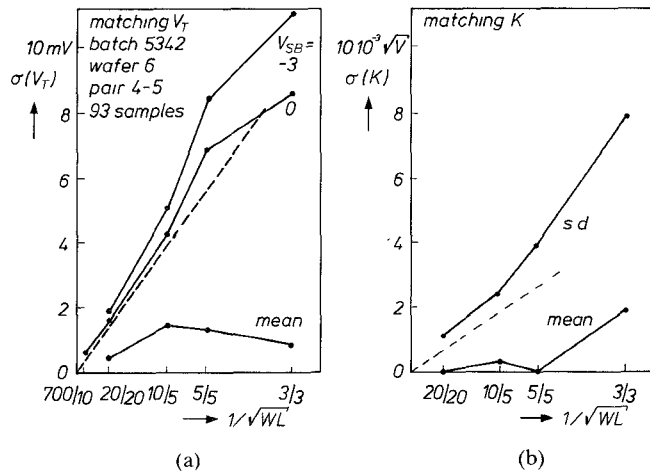 matching V_T
batch 5342
wafer 6
pair 4-5
93 samples
V_SB=
-3
0
10 mV
σ(V_T)
8
6
4
2
0
mean
700/10 20/20 10/5 5/5 3/3
1/√WL
(a)
matching K
10 10⁻³ √V
σ(K)
8
6
4
2
0
sd
mean
20/20 10/5 5/5 3/3
1/√WL
(b)